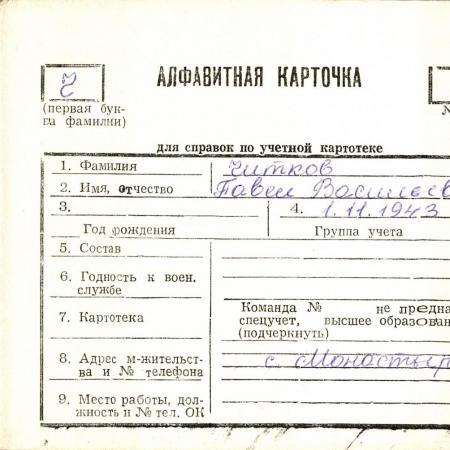 Ч
АЛФАВИТНАЯ КАРТОЧКА
(первая бук-
ва фамилии)
для справок по учетной картотеке
1. Фамилия Читков
2. Имя, отчество Павел Васильев
3. 4. 1.11.1943
Год рождения Группа учета
5. Состав
6. Годность к воен.
службе
7. Картотека
Команда № не предна
спецучет, высшее образован
(подчеркнуть)
8. Адрес м-жительст-
ва и № телефона
с. Монастыр
9. Место работы, дол-
жность и № тел. ОК